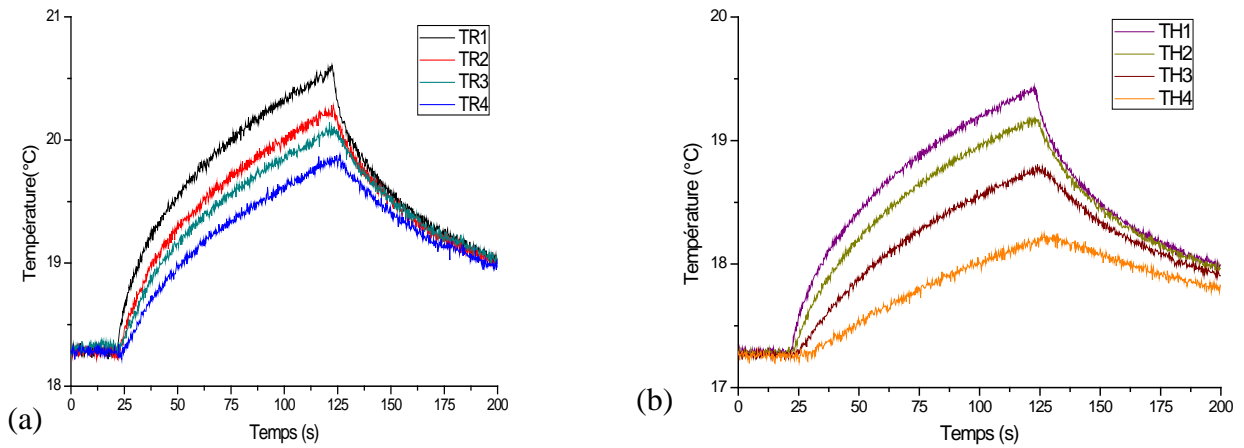 21
TR1
TR2
TR3
TR4
20
19
18
Température(°C)
0 25 50 75 100 125 150 175 200
Temps (s)
(a)
20
TH1
TH2
TH3
TH4
19
18
17
Température (°C)
0 25 50 75 100 125 150 175 200
Temps (s)
(b)